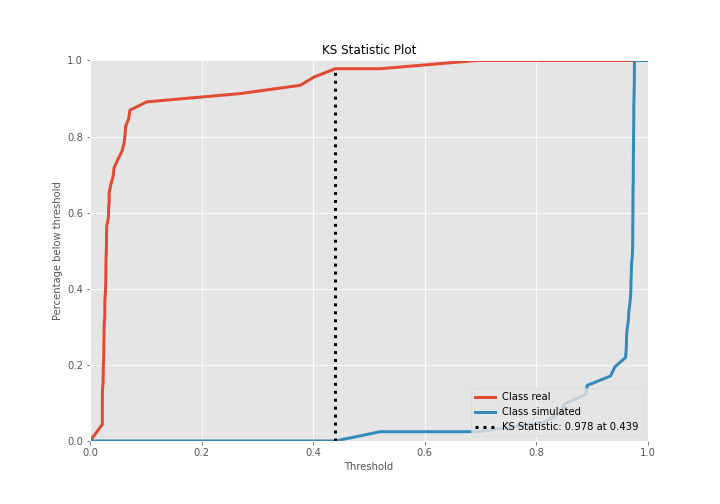 KS Statistic Plot
1.0
0.8
0.6
0.4
0.2
0.0
Percentage below threshold
0.0 0.2 0.4 0.6 0.8 1.0
Threshold
Class real
Class simulated
KS Statistic: 0.978 at 0.439